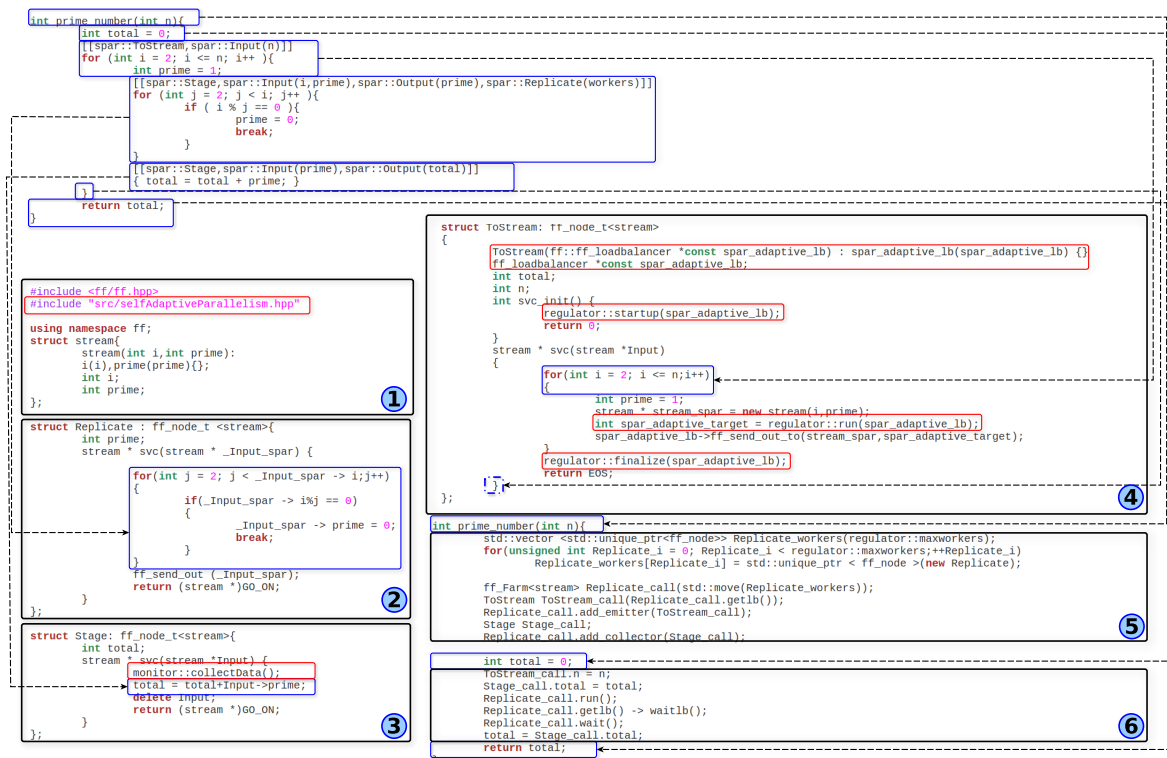 int prime_number(int n){
int total = 0;
[[spar::ToStream,spar::Input(n)]]
for (int i = 2; i <= n; i++ ){
int prime = 1;
[[spar::Stage,spar::Input(i,prime),spar::Output(prime),spar::Replicate(workers)]]
for (int j = 2; j < i; j++ ){
if ( i % j == 0 ){
prime = 0;
break;
}
}
[[spar::Stage,spar::Input(prime),spar::Output(total)]]
{ total = total + prime; }
}
return total;
}
#include <ff/ff.hpp>
#include "src/selfAdaptiveParallelism.hpp"
using namespace ff;
struct stream{
stream(int i,int prime):
i(i),prime(prime){};
int i;
int prime;
};
1
struct Replicate : ff_node_t <stream>{
int prime;
stream * svc(stream * _Input_spar) {
for(int j = 2; j < _Input_spar -> i;j++)
{
if(_Input_spar -> i%j == 0)
{
_Input_spar -> prime = 0;
break;
}
}
ff_send_out (_Input_spar);
return (stream *)GO_ON;
}
};
2
struct Stage: ff_node_t<stream>{
int total;
stream * svc(stream *Input) {
monitor::collectData();
total = total+Input->prime;
delete Input;
return (stream *)GO_ON;
}
};
3
struct ToStream: ff_node_t<stream>
{
ToStream(ff::ff_loadbalancer *const spar_adaptive_lb) : spar_adaptive_lb(spar_adaptive_lb) {}
ff_loadbalancer *const spar_adaptive_lb;
int total;
int n;
int svc_init() {
regulator::startup(spar_adaptive_lb);
return 0;
}
stream * svc(stream *Input)
{
for(int i = 2; i <= n;i++)
{
int prime = 1;
stream * stream_spar = new stream(i,prime);
int spar_adaptive_target = regulator::run(spar_adaptive_lb);
spar_adaptive_lb->ff_send_out_to(stream_spar,spar_adaptive_target);
}
regulator::finalize(spar_adaptive_lb);
return EOS;
}
};
4
int prime_number(int n){
std::vector <std::unique_ptr<ff_node>> Replicate_workers(regulator::maxworkers);
for(unsigned int Replicate_i = 0; Replicate_i < regulator::maxworkers;++Replicate_i)
Replicate_workers[Replicate_i] = std::unique_ptr < ff_node >(new Replicate);
ff_Farm<stream> Replicate_call(std::move(Replicate_workers));
ToStream ToStream_call(Replicate_call.getlb());
Replicate_call.add_emitter(ToStream_call);
Stage Stage_call;
Replicate_call.add_collector(Stage_call);
5
int total = 0;
ToStream_call.n = n;
Stage_call.total = total;
Replicate_call.run();
Replicate_call.getlb() -> waitlb();
Replicate_call.wait();
total = Stage_call.total;
6
return total;